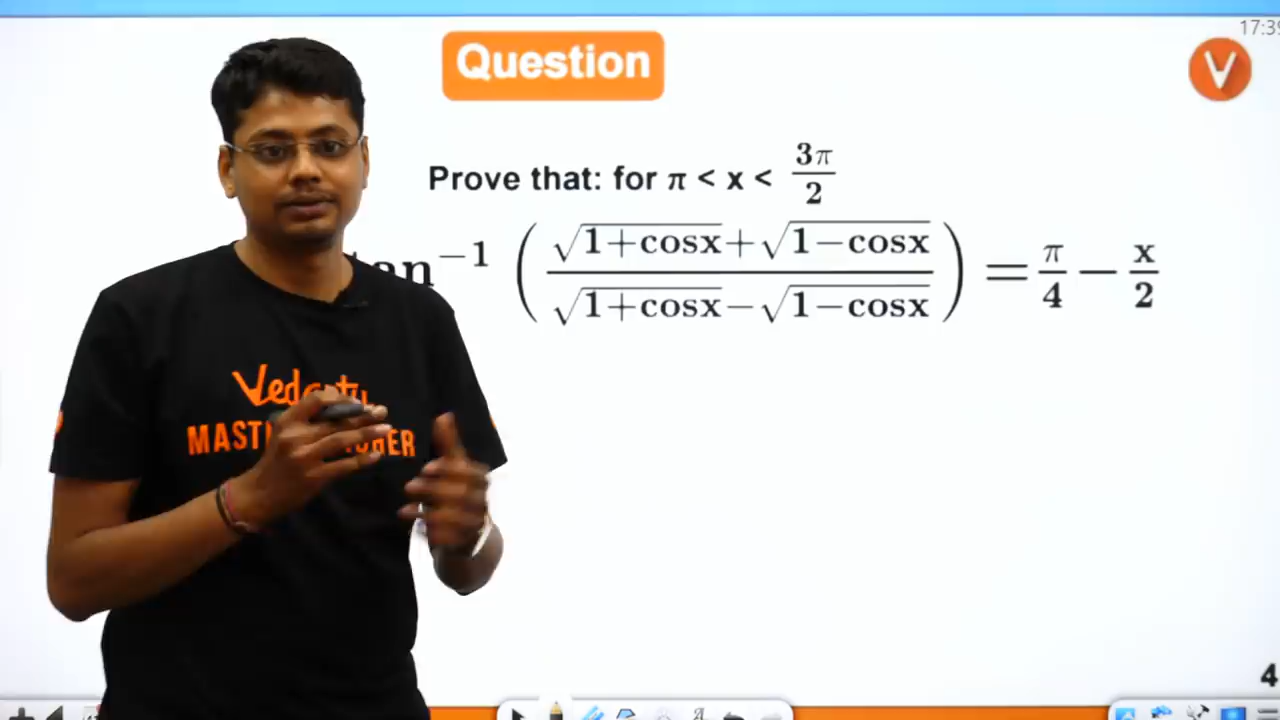 17:39
Question
V
Prove that: for π < x < 3π/2
tan⁻¹ ( (√(1+cosx)+√(1−cosx)) / (√(1+cosx)−√(1−cosx)) ) = π/4 − x/2
Vedantu
4